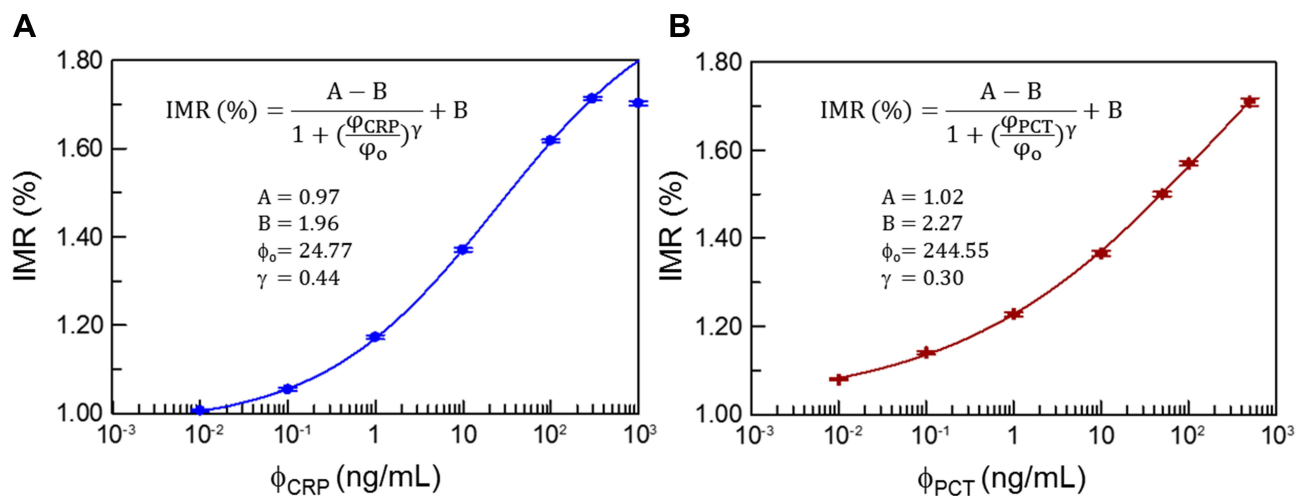 A
IMR (%)
1.80
1.60
1.40
1.20
1.00
IMR (%) = A − B / 1 + (φCRP/φo)^γ + B
A = 0.97
B = 1.96
ϕo= 24.77
γ = 0.44
10-3 10-2 10-1 1 10 102 103
ϕCRP (ng/mL)
B
IMR (%)
1.80
1.60
1.40
1.20
1.00
IMR (%) = A − B / 1 + (φPCT/φo)^γ + B
A = 1.02
B = 2.27
ϕo= 244.55
γ = 0.30
10-3 10-2 10-1 1 10 102 103
ϕPCT (ng/mL)